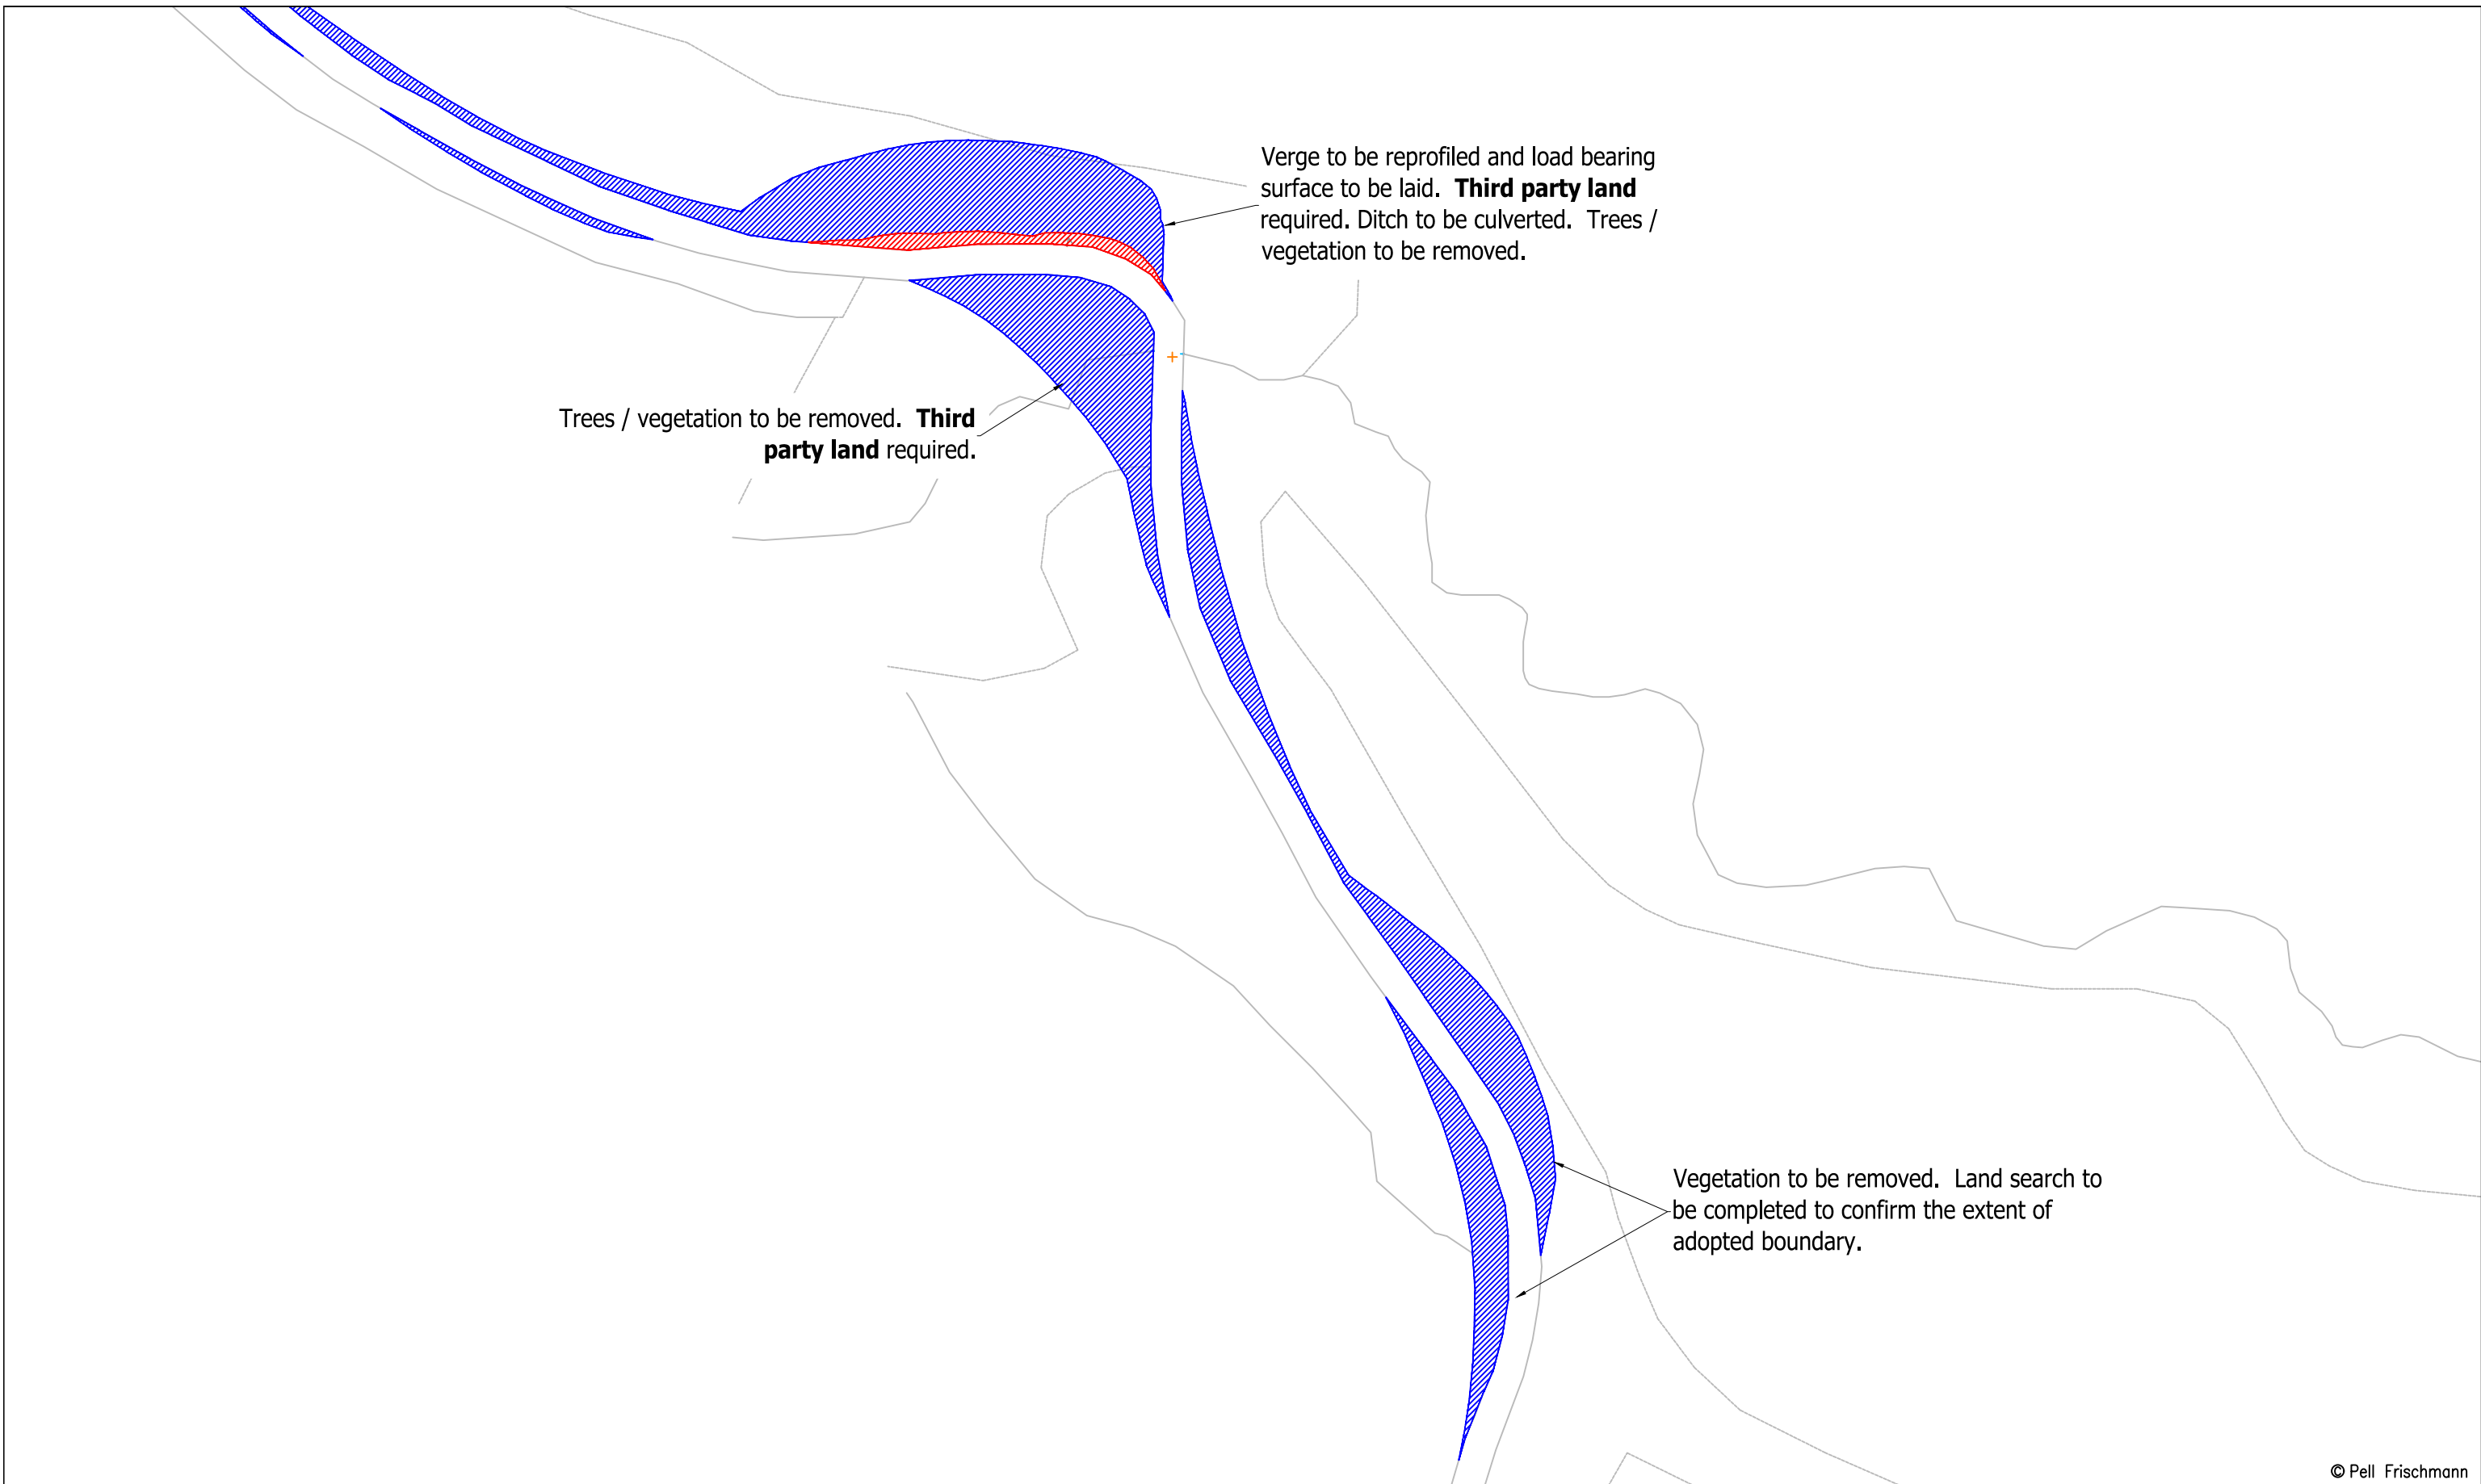 Verge to be reprofiled and load bearing
surface to be laid. Third party land
required. Ditch to be culverted. Trees /
vegetation to be removed.
Trees / vegetation to be removed. Third
party land required.
Vegetation to be removed. Land search to
be completed to confirm the extent of
adopted boundary.
© Pell Frischmann